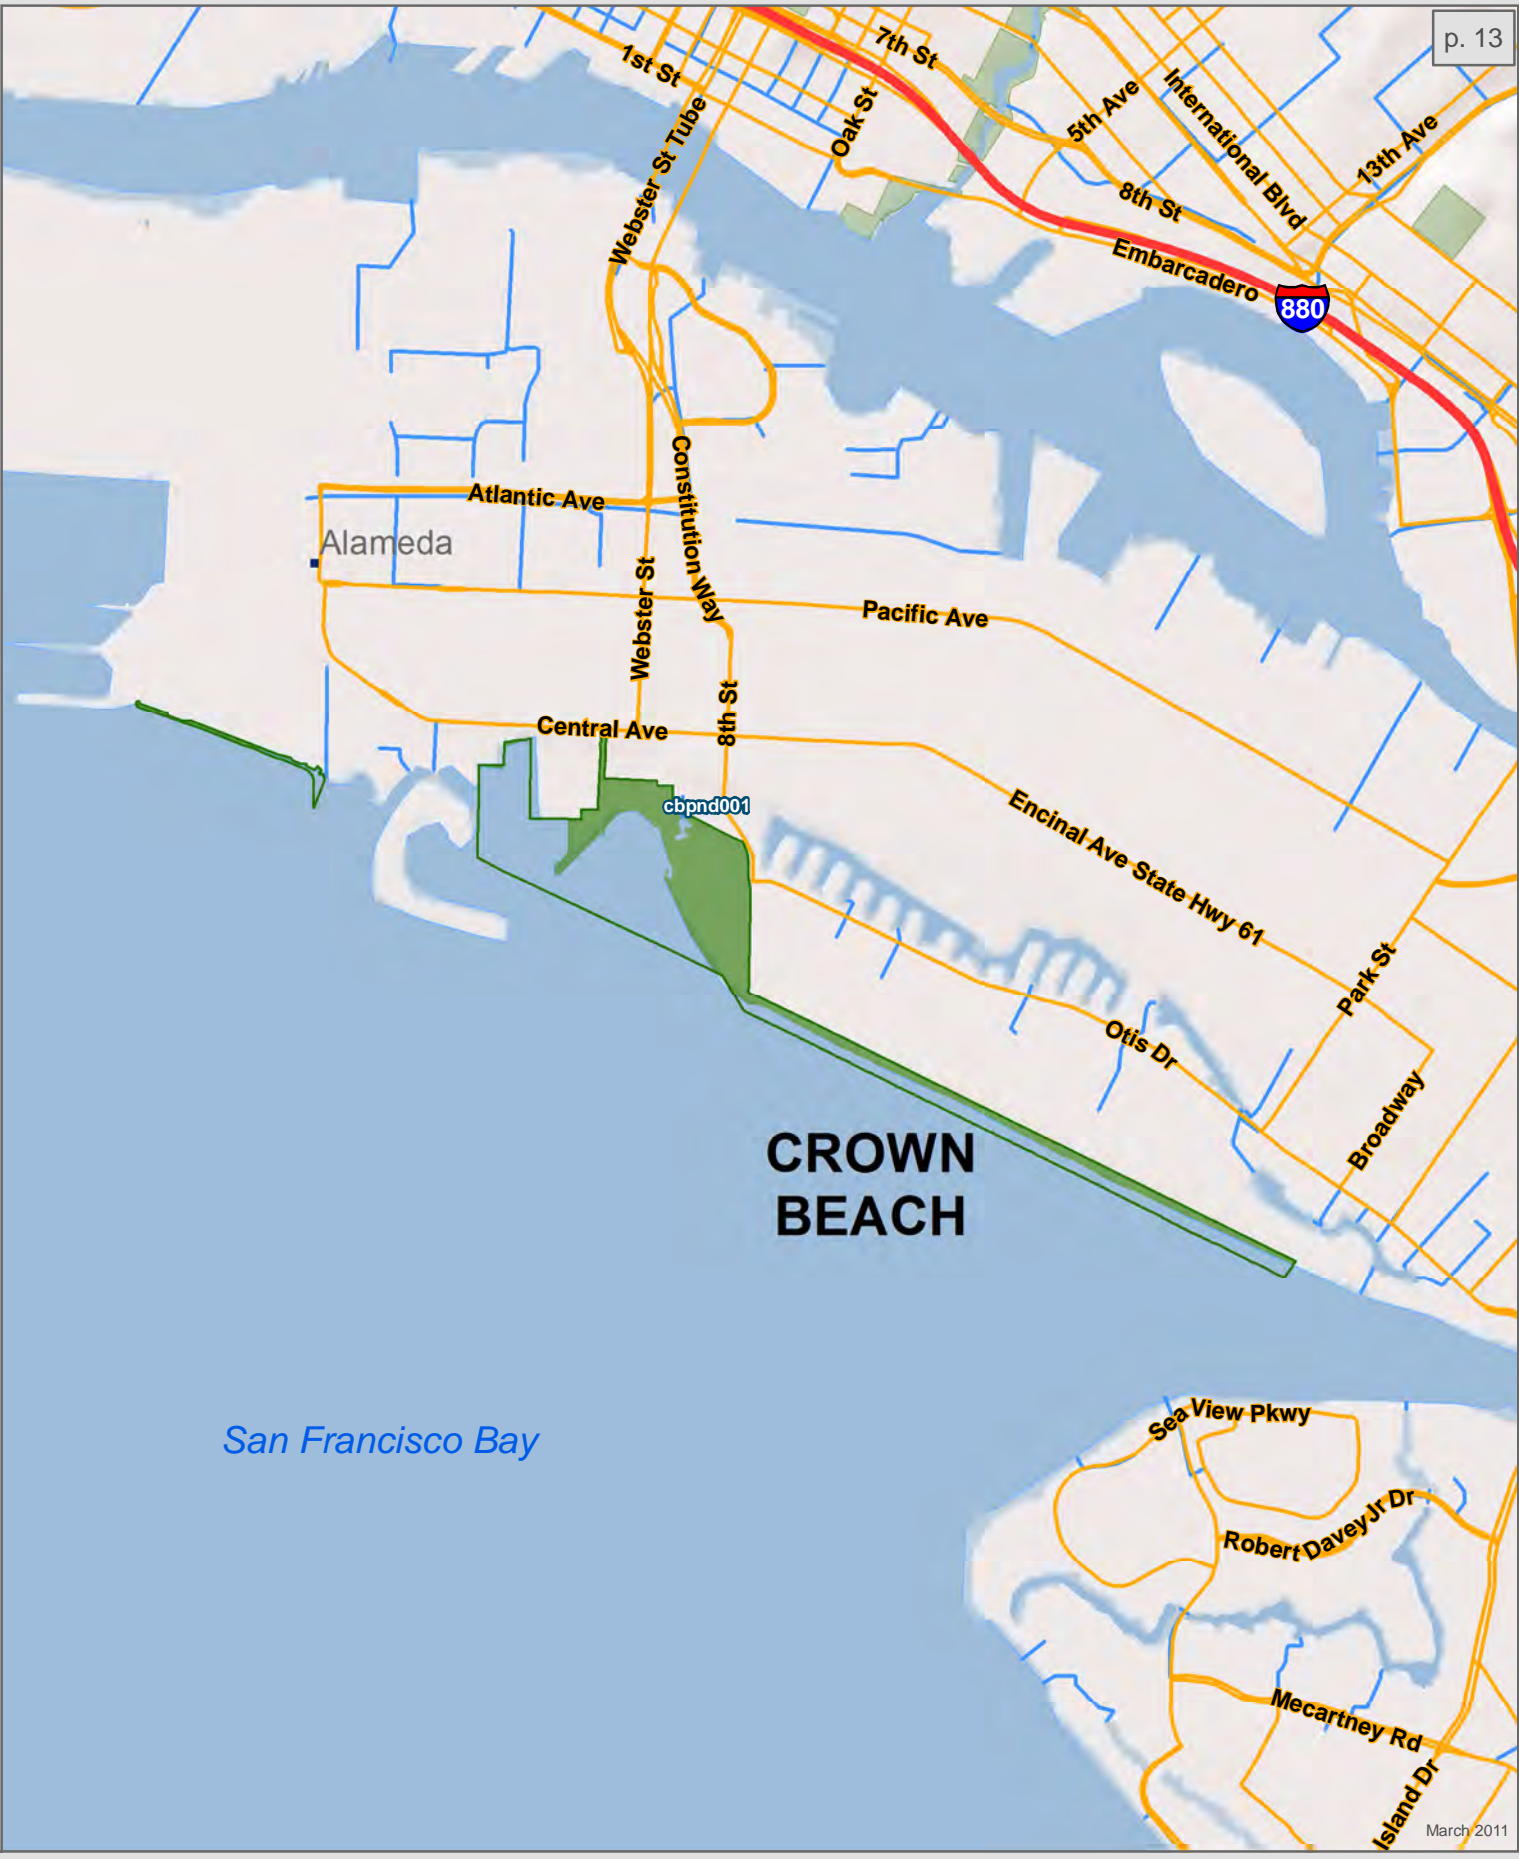 p. 13
7th St
1st St
Oak St
5th Ave
International Blvd
13th Ave
Webster St Tube
8th St
Embarcadero
880
Constitution Way
Atlantic Ave
Alameda
Webster St
Pacific Ave
8th St
Central Ave
cbpnd001
Encinal Ave State Hwy 61
Park St
Otis Dr
Broadway
CROWN
BEACH
San Francisco Bay
Sea View Pkwy
Robert Davey Jr Dr
Mecartney Rd
Island Dr
March 2011